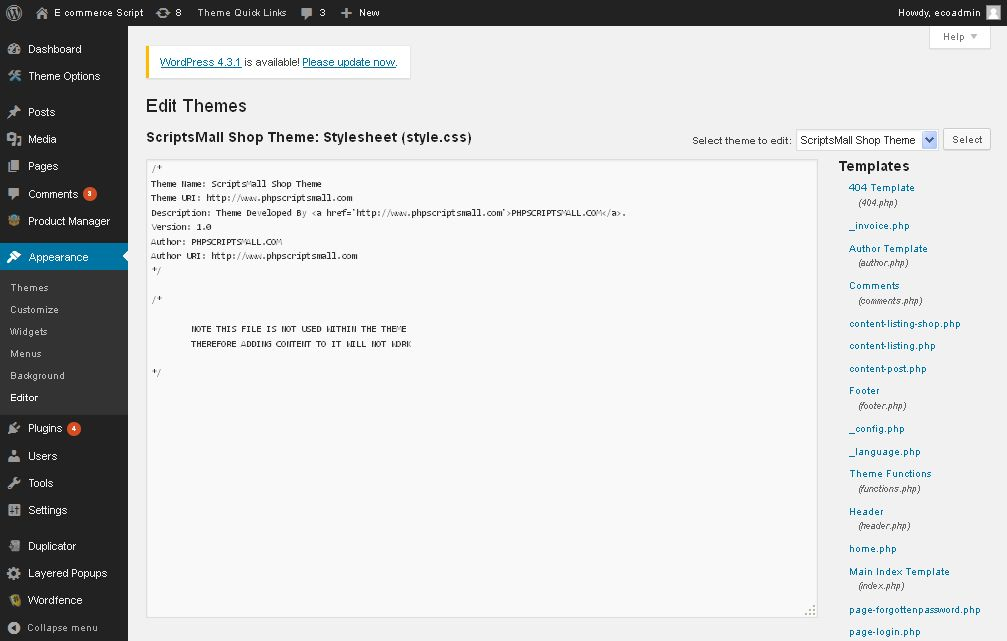 E commerce Script 8 Theme Quick Links 3 New Howdy, ecoadmin
Help
Dashboard
Theme Options
Posts
Media
Pages
Comments 3
Product Manager
Appearance
Themes
Customize
Widgets
Menus
Background
Editor
Plugins 4
Users
Tools
Settings
Duplicator
Layered Popups
Wordfence
Collapse menu
WordPress 4.3.1 is available! Please update now.
Edit Themes
ScriptsMall Shop Theme: Stylesheet (style.css)
Select theme to edit: ScriptsMall Shop Theme Select
/*
Theme Name: ScriptsMall Shop Theme
Theme URI: http://www.phpscriptsmall.com
Description: Theme Developed By <a href="http://www.phpscriptsmall.com">PHPSCRIPTSMALL.COM</a>.
Version: 1.0
Author: PHPSCRIPTSMALL.COM
Author URI: http://www.phpscriptsmall.com
*/
/*
NOTE THIS FILE IS NOT USED WITHIN THE THEME
THEREFORE ADDING CONTENT TO IT WILL NOT WORK
*/
Templates
404 Template
(404.php)
_invoice.php
Author Template
(author.php)
Comments
(comments.php)
content-listing-shop.php
content-listing.php
content-post.php
Footer
(footer.php)
_config.php
_language.php
Theme Functions
(functions.php)
Header
(header.php)
home.php
Main Index Template
(index.php)
page-forgottenpassword.php
page-login.php